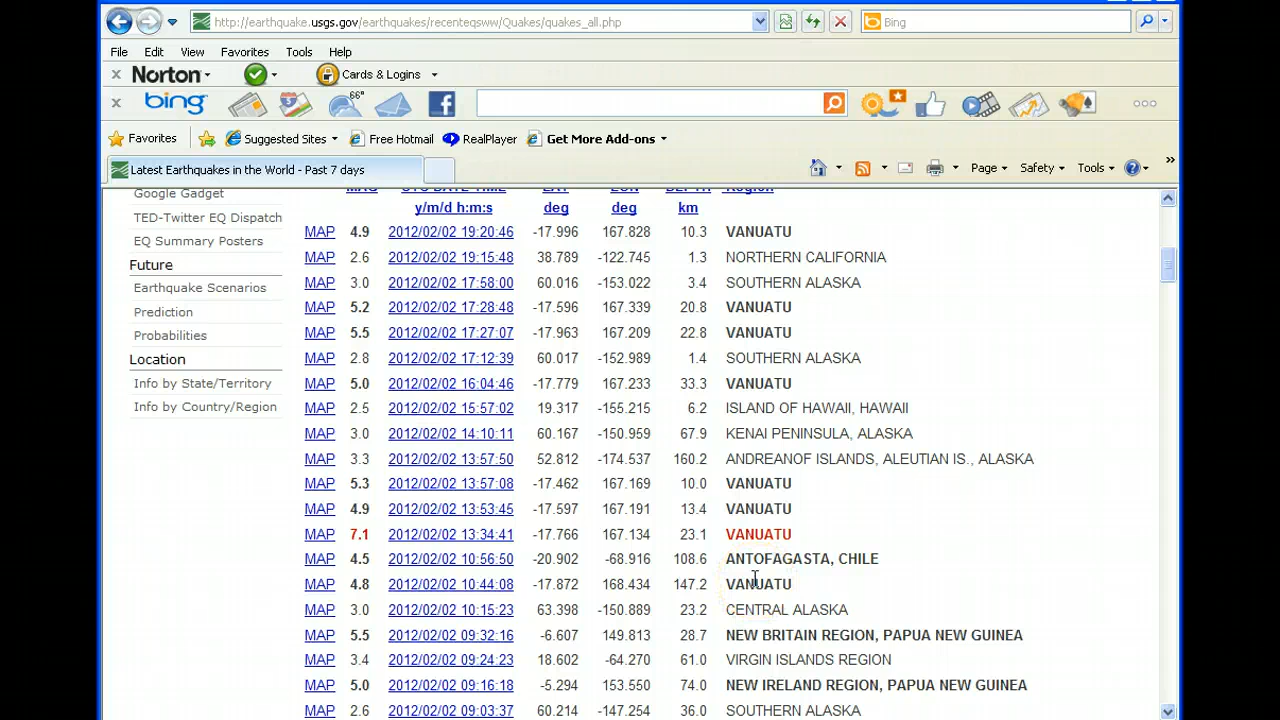 http://earthquake.usgs.gov/earthquakes/recenteqsww/Quakes/quakes_all.php
Bing
File Edit View Favorites Tools Help
Norton Cards & Logins
bing 66°
Favorites Suggested Sites Free Hotmail RealPlayer Get More Add-ons
Latest Earthquakes in the World - Past 7 days Page Safety Tools
Google Gadget
TED-Twitter EQ Dispatch
EQ Summary Posters
Future
Earthquake Scenarios
Prediction
Probabilities
Location
Info by State/Territory
Info by Country/Region
MAG UTC DATE-TIME LAT LON DEPTH Region
y/m/d h:m:s deg deg km
MAP 4.9 2012/02/02 19:20:46 -17.996 167.828 10.3 VANUATU
MAP 2.6 2012/02/02 19:15:48 38.789 -122.745 1.3 NORTHERN CALIFORNIA
MAP 3.0 2012/02/02 17:58:00 60.016 -153.022 3.4 SOUTHERN ALASKA
MAP 5.2 2012/02/02 17:28:48 -17.596 167.339 20.8 VANUATU
MAP 5.5 2012/02/02 17:27:07 -17.963 167.209 22.8 VANUATU
MAP 2.8 2012/02/02 17:12:39 60.017 -152.989 1.4 SOUTHERN ALASKA
MAP 5.0 2012/02/02 16:04:46 -17.779 167.233 33.3 VANUATU
MAP 2.5 2012/02/02 15:57:02 19.317 -155.215 6.2 ISLAND OF HAWAII, HAWAII
MAP 3.0 2012/02/02 14:10:11 60.167 -150.959 67.9 KENAI PENINSULA, ALASKA
MAP 3.3 2012/02/02 13:57:50 52.812 -174.537 160.2 ANDREANOF ISLANDS, ALEUTIAN IS., ALASKA
MAP 5.3 2012/02/02 13:57:08 -17.462 167.169 10.0 VANUATU
MAP 4.9 2012/02/02 13:53:45 -17.597 167.191 13.4 VANUATU
MAP 7.1 2012/02/02 13:34:41 -17.766 167.134 23.1 VANUATU
MAP 4.5 2012/02/02 10:56:50 -20.902 -68.916 108.6 ANTOFAGASTA, CHILE
MAP 4.8 2012/02/02 10:44:08 -17.872 168.434 147.2 VANUATU
MAP 3.0 2012/02/02 10:15:23 63.398 -150.889 23.2 CENTRAL ALASKA
MAP 5.5 2012/02/02 09:32:16 -6.607 149.813 28.7 NEW BRITAIN REGION, PAPUA NEW GUINEA
MAP 3.4 2012/02/02 09:24:23 18.602 -64.270 61.0 VIRGIN ISLANDS REGION
MAP 5.0 2012/02/02 09:16:18 -5.294 153.550 74.0 NEW IRELAND REGION, PAPUA NEW GUINEA
MAP 2.6 2012/02/02 09:03:37 60.214 -147.254 36.0 SOUTHERN ALASKA